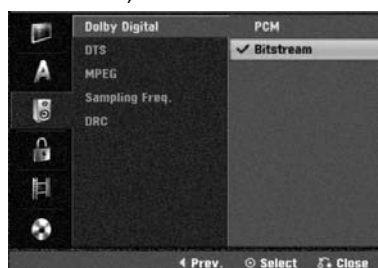 A
Dolby Digital
DTS
MPEG
Sampling Freq.
DRC
PCM
✓ Bitstream
Prev. Select Close